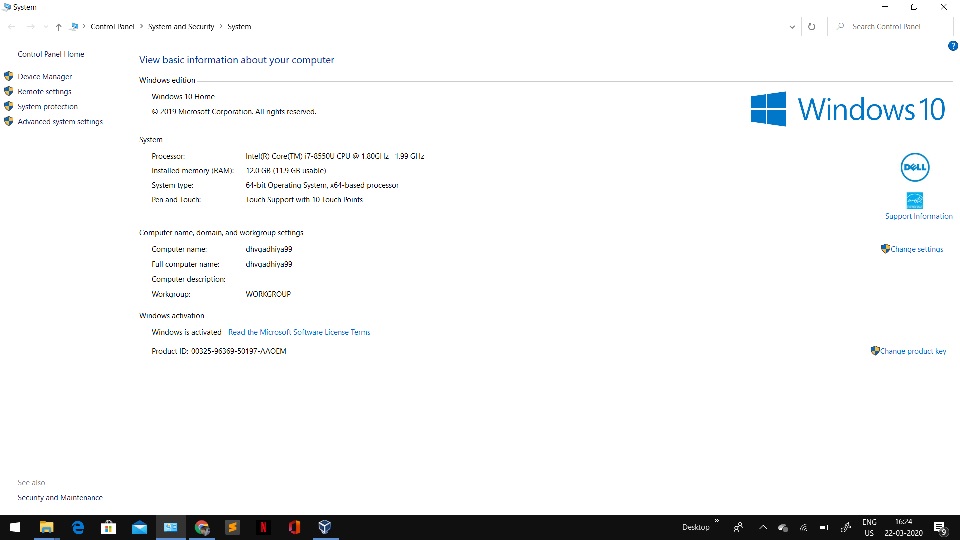 System
Control Panel > System and Security > System
Search Control Panel
Control Panel Home
Device Manager
Remote settings
System protection
Advanced system settings
View basic information about your computer
Windows edition
Windows 10 Home
© 2019 Microsoft Corporation. All rights reserved.
Windows 10
System
Processor: Intel(R) Core(TM) i7-8550U CPU @ 1.80GHz 1.99 GHz
Installed memory (RAM): 12.0 GB (11.9 GB usable)
System type: 64-bit Operating System, x64-based processor
Pen and Touch: Touch Support with 10 Touch Points
DELL
Support Information
Computer name, domain, and workgroup settings
Computer name:
Change settings
Full computer name:
Computer description:
Workgroup: WORKGROUP
Windows activation
Windows is activated Read the Microsoft Software License Terms
Product ID: 00325-96369-50197-AAOEM
Change product key
See also
Security and Maintenance
Desktop
ENG
US
16:24
22-03-2020